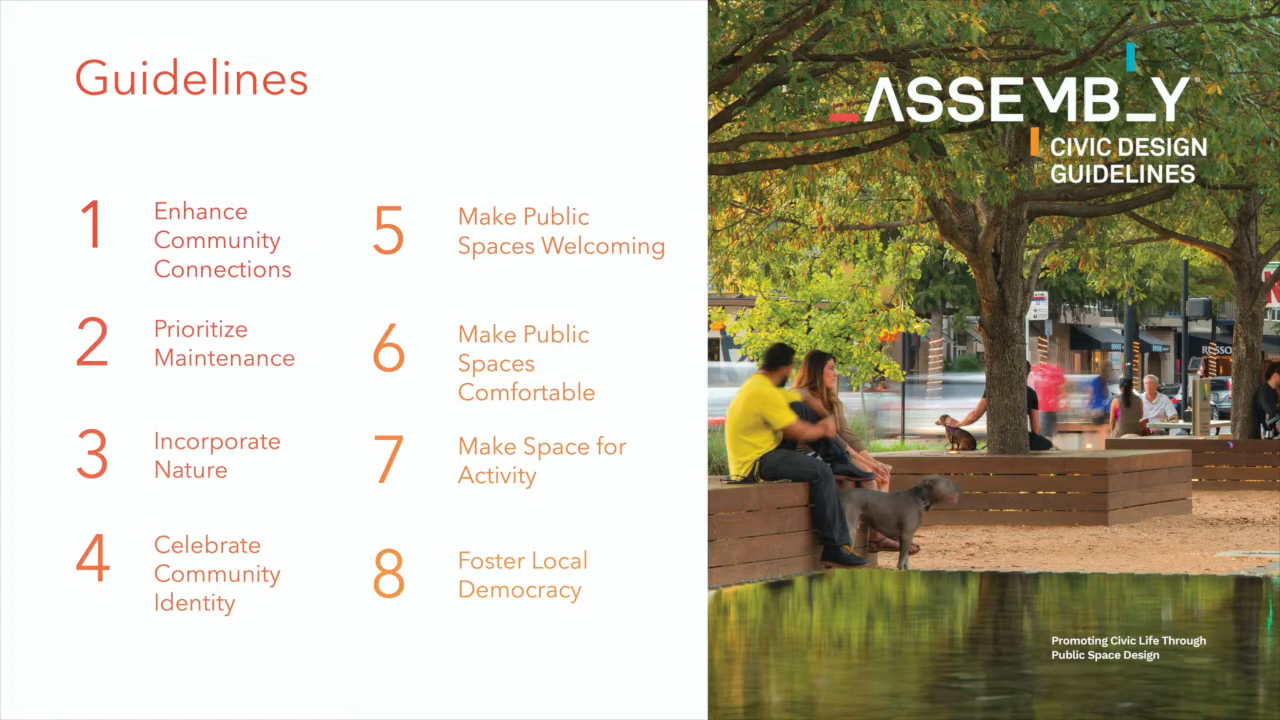 Guidelines
1
Enhance
Community
Connections
2
Prioritize
Maintenance
3
Incorporate
Nature
4
Celebrate
Community
Identity
5
Make Public
Spaces Welcoming
6
Make Public
Spaces
Comfortable
7
Make Space for
Activity
8
Foster Local
Democracy
ASSEMBLY
CIVIC DESIGN
GUIDELINES
Promoting Civic Life Through
Public Space Design